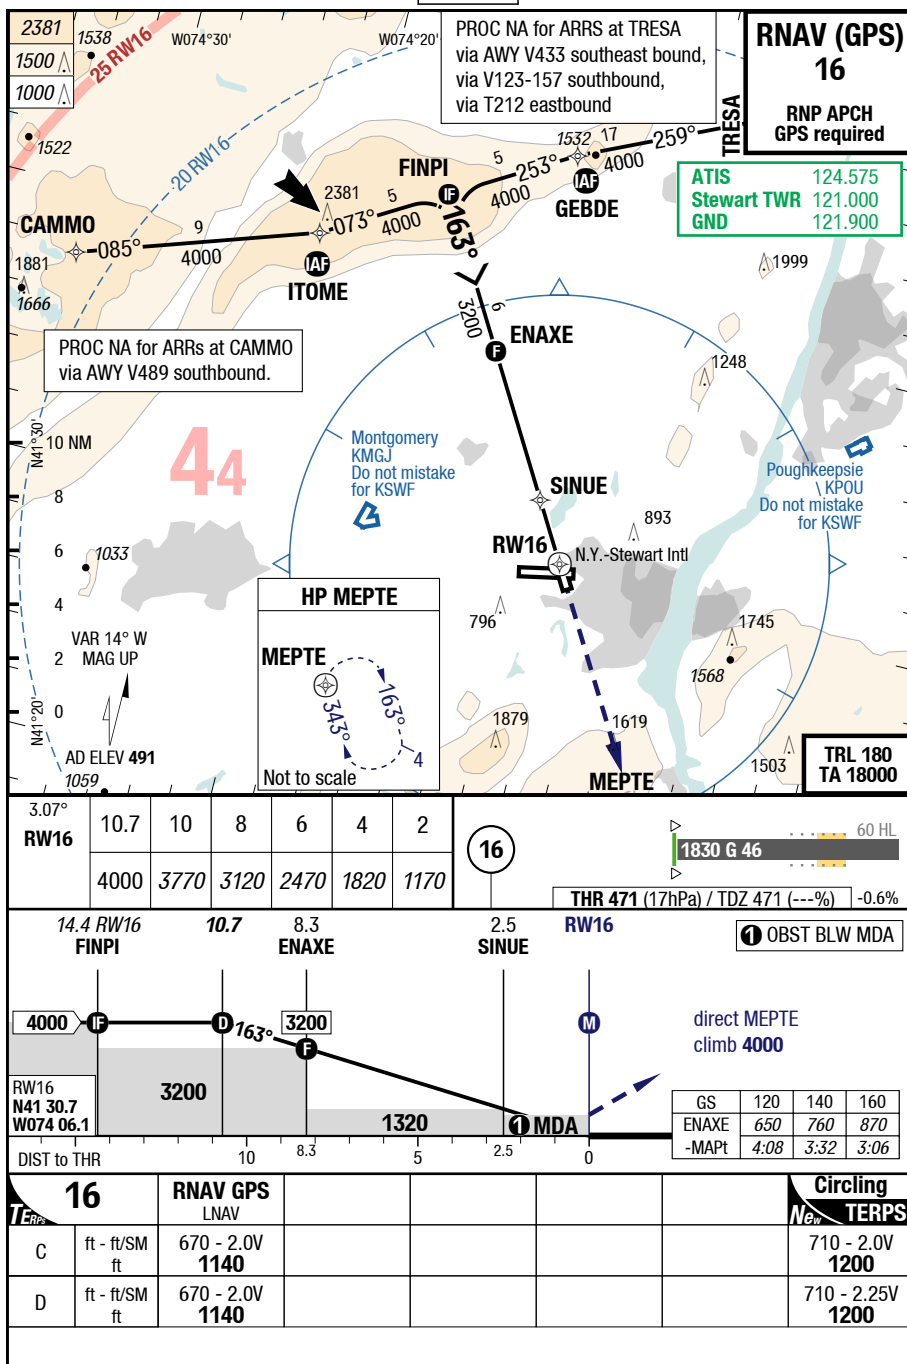 2381
1500
1000
1538
25 RW16
W074°30'
W074°20'
PROC NA for ARRS at TRESA
via AWY V433 southeast bound,
via V123-157 southbound,
via T212 eastbound
RNAV (GPS)
16
RNP APCH
GPS required
1522
20 RW16
FINPI
IF
5
253°
4000
1532
17
4000
259°
TRESA
IAF
GEBDE
ATIS 124.575
Stewart TWR 121.000
GND 121.900
2381
5
073°
4000
163°
CAMMO
085°
9
4000
IAF
ITOME
1881
1666
1999
6
3200
ENAXE
F
PROC NA for ARRs at CAMMO
via AWY V489 southbound.
1248
N41°30'
10 NM
44
Montgomery
KMGJ
Do not mistake
for KSWF
Poughkeepsie
KPOU
Do not mistake
for KSWF
8
SINUE
893
6
1033
RW16
N.Y.-Stewart Intl
4
HP MEPTE
796
VAR 14° W
MAG UP
MEPTE
163°
343°
4
Not to scale
1745
1568
2
N41°20'
0
AD ELEV 491
1059
1879
1619
MEPTE
1503
TRL 180
TA 18000
3.07°
RW16
10.7 10 8 6 4 2
4000 3770 3120 2470 1820 1170
16
60 HL
1830 G 46
THR 471 (17hPa) / TDZ 471 (---%) -0.6%
14.4 RW16 10.7 8.3 2.5 RW16
FINPI ENAXE SINUE
1 OBST BLW MDA
4000 IF D 163° 3200 F M
direct MEPTE
climb 4000
RW16
N41 30.7
W074 06.1
3200
1320
1 MDA
GS 120 140 160
ENAXE 650 760 870
-MAPt 4:08 3:32 3:06
DIST to THR 10 8.3 5 2.5 0
TERPS 16 RNAV GPS
LNAV
Circling
New TERPS
C ft - ft/SM 670 - 2.0V 710 - 2.0V
ft 1140 1200
D ft - ft/SM 670 - 2.0V 710 - 2.25V
ft 1140 1200